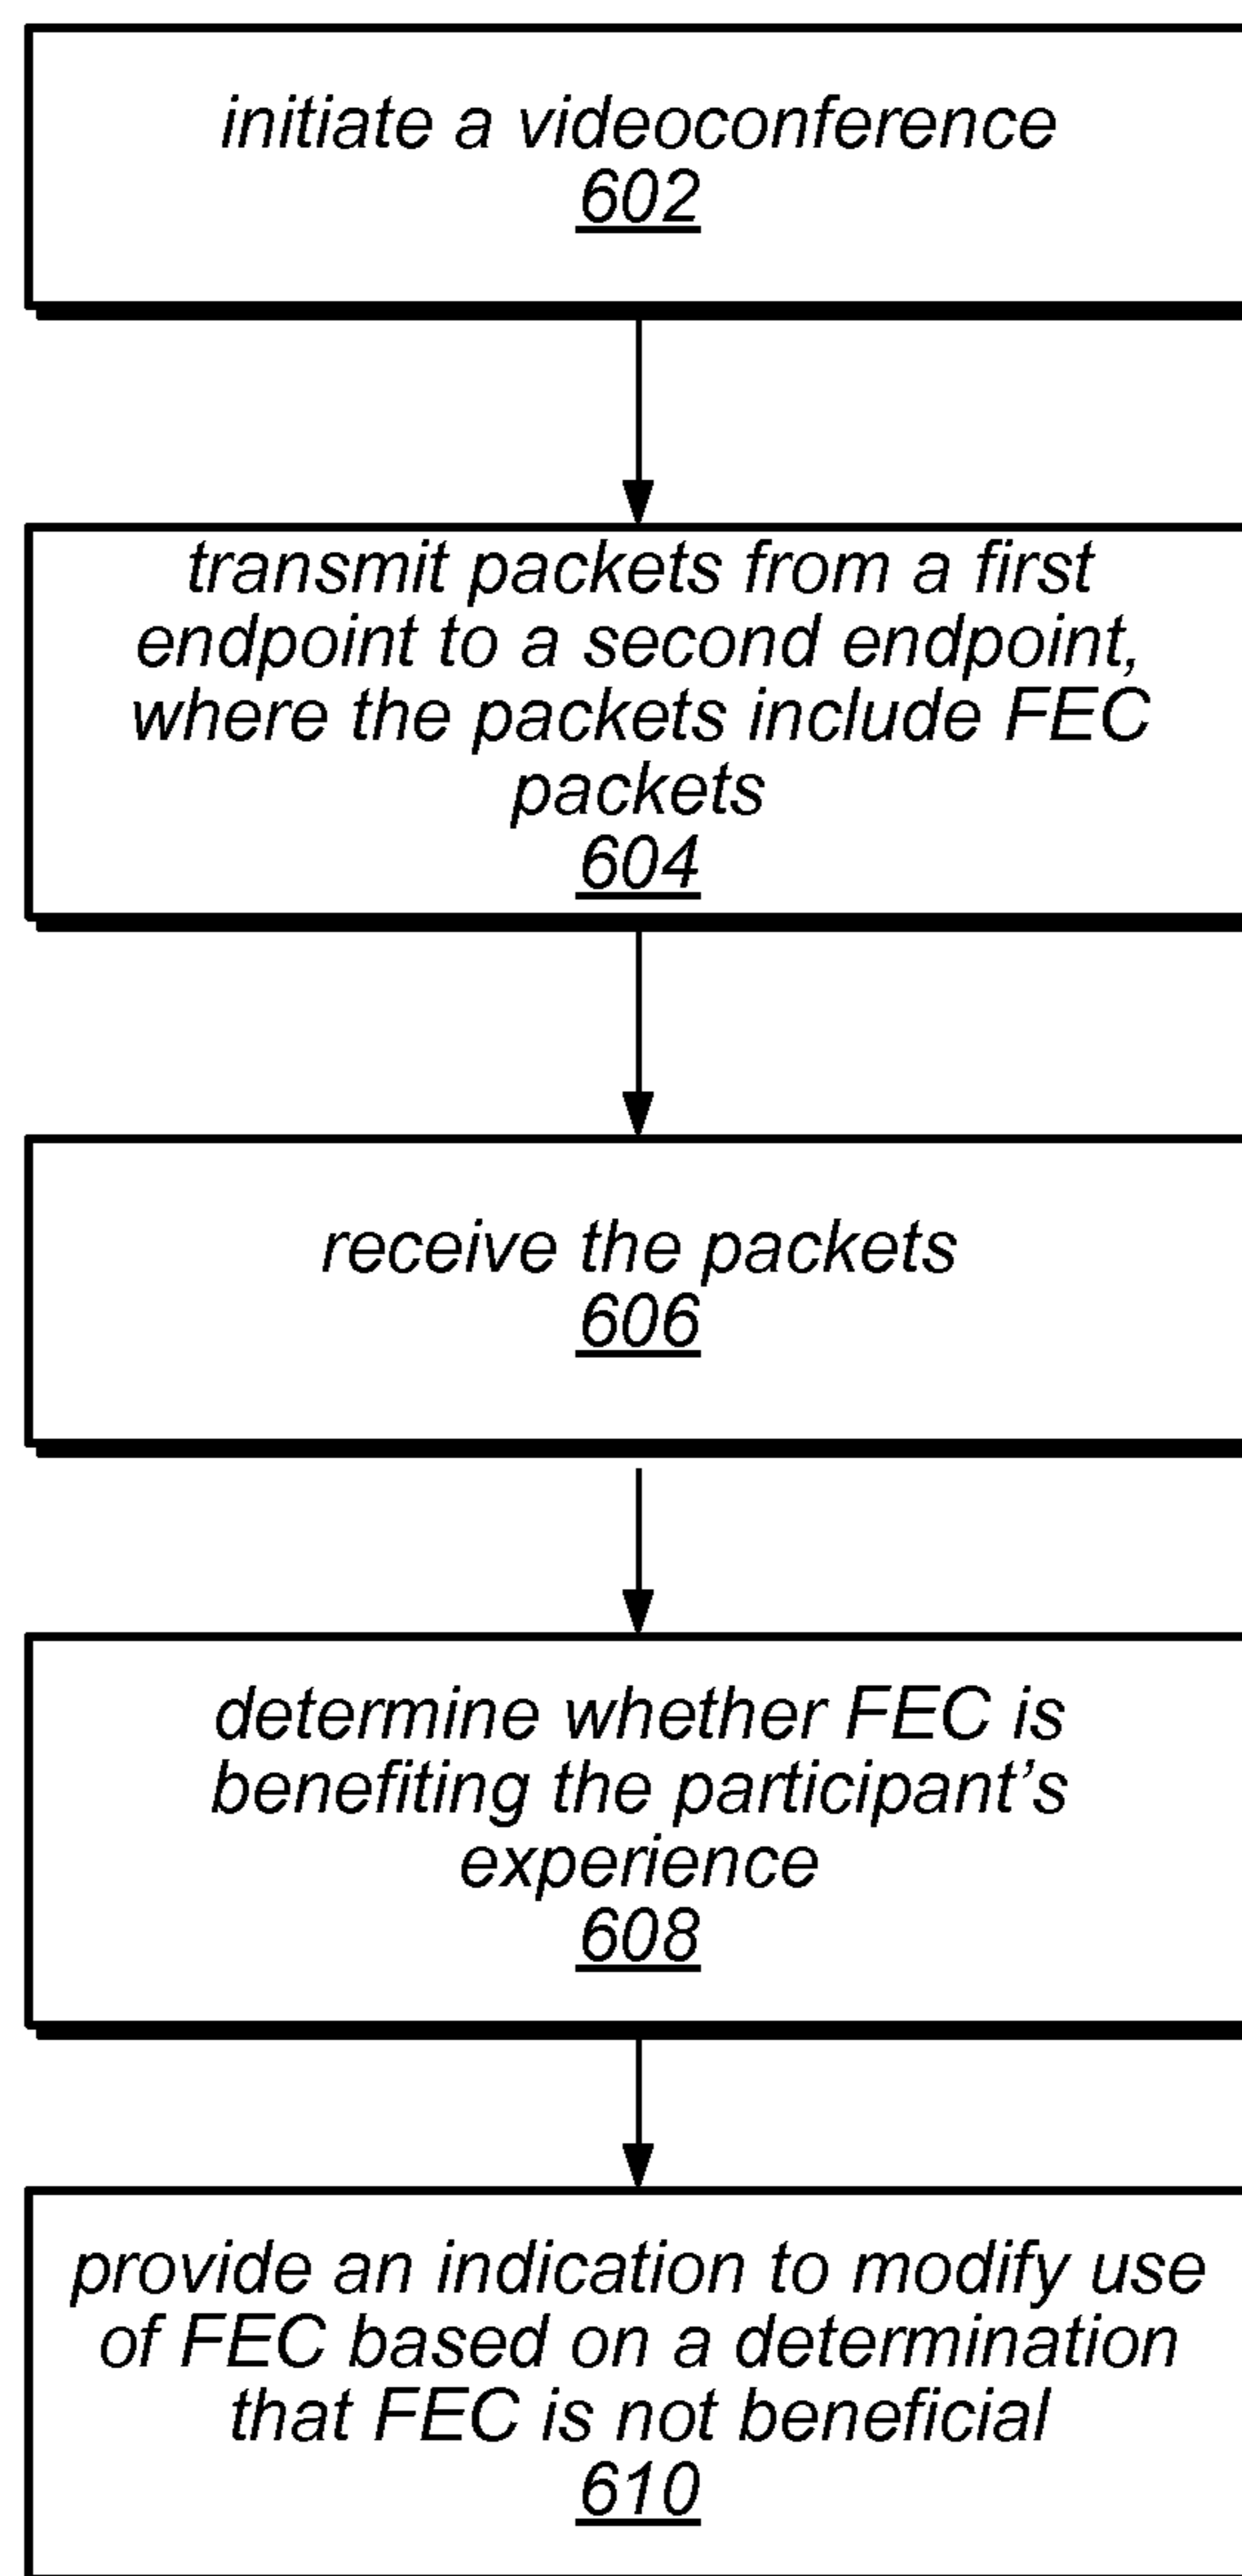 initiate a videoconference
602
transmit packets from a first
endpoint to a second endpoint,
where the packets include FEC
packets
604
receive the packets
606
determine whether FEC is
benefiting the participant’s
experience
608
provide an indication to modify use
of FEC based on a determination
that FEC is not beneficial
610